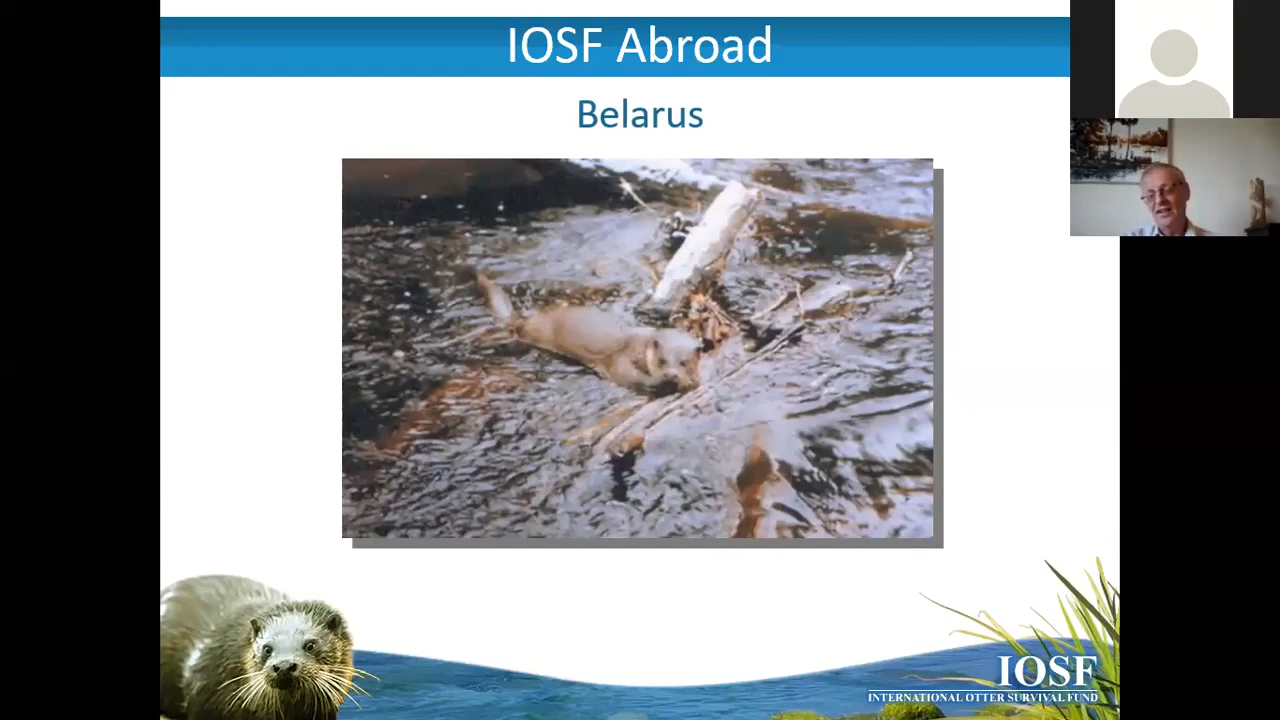 IOSF Abroad
Belarus
IOSF
INTERNATIONAL OTTER SURVIVAL FUND